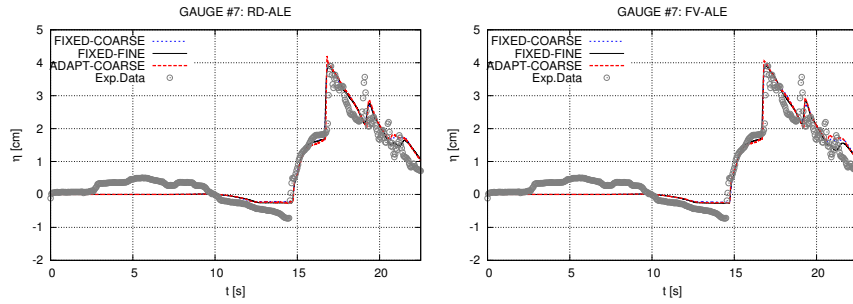 GAUGE #7: RD-ALE
FIXED-COARSE
FIXED-FINE
ADAPT-COARSE
Exp.Data
η [cm]
5
4
3
2
1
0
-1
-2
0 5 10 15 20
t [s]
GAUGE #7: FV-ALE
FIXED-COARSE
FIXED-FINE
ADAPT-COARSE
Exp.Data
η [cm]
5
4
3
2
1
0
-1
-2
0 5 10 15 20
t [s]